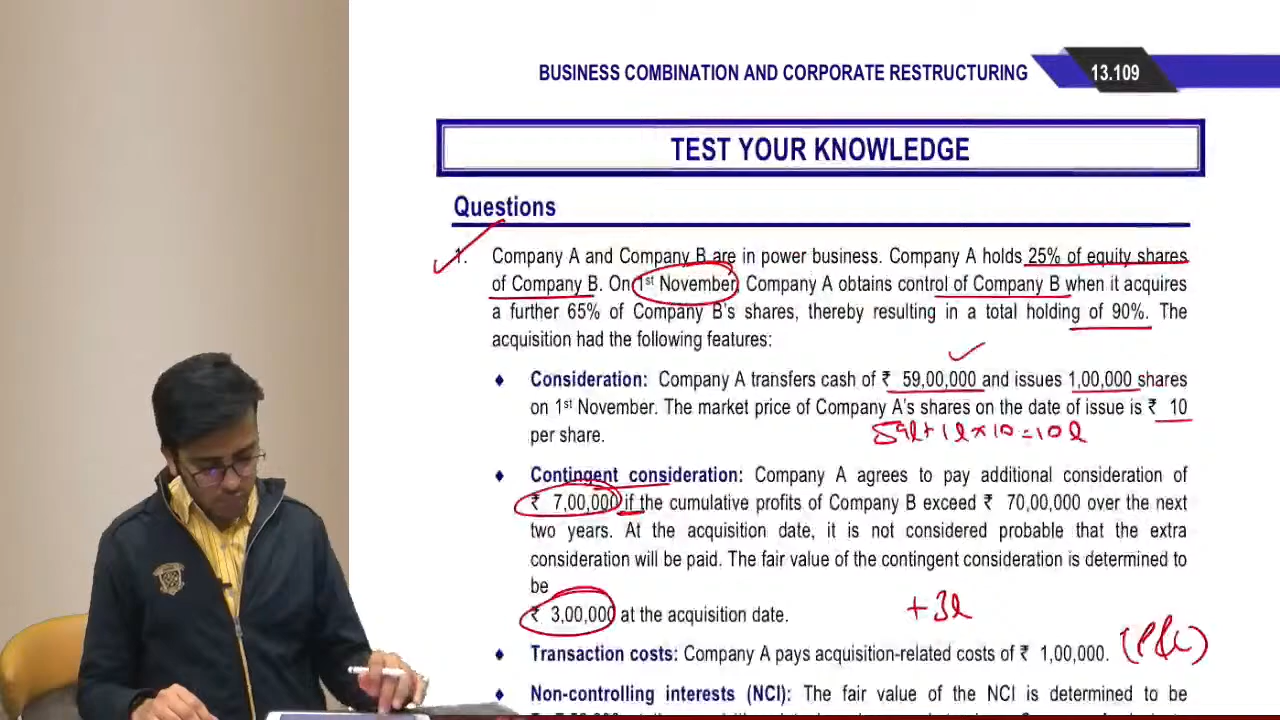 BUSINESS COMBINATION AND CORPORATE RESTRUCTURING 13.109
TEST YOUR KNOWLEDGE
Questions
1. Company A and Company B are in power business. Company A holds 25% of equity shares
of Company B. On 1st November, Company A obtains control of Company B when it acquires
a further 65% of Company B's shares, thereby resulting in a total holding of 90%. The
acquisition had the following features:
♦ Consideration: Company A transfers cash of ₹ 59,00,000 and issues 1,00,000 shares
on 1st November. The market price of Company A's shares on the date of issue is ₹ 10
per share.
59l + 1l x 10 = 10l
♦ Contingent consideration: Company A agrees to pay additional consideration of
₹ 7,00,000 if the cumulative profits of Company B exceed ₹ 70,00,000 over the next
two years. At the acquisition date, it is not considered probable that the extra
consideration will be paid. The fair value of the contingent consideration is determined to
be
₹ 3,00,000 at the acquisition date.
+3l
♦ Transaction costs: Company A pays acquisition-related costs of ₹ 1,00,000.
(P&L)
♦ Non-controlling interests (NCI): The fair value of the NCI is determined to be